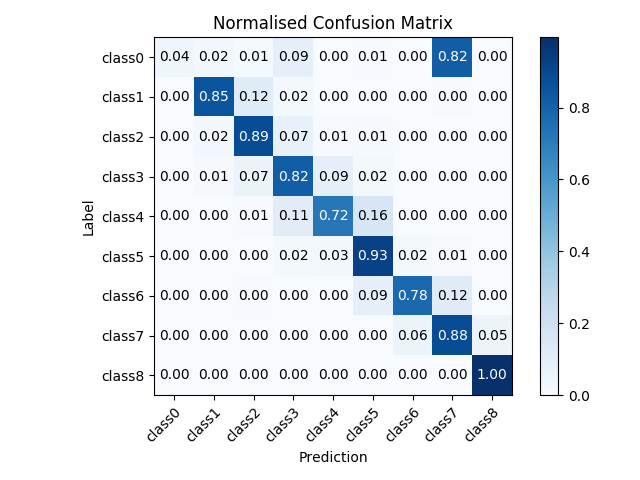 Normalised Confusion Matrix
class0 0.04 0.02 0.01 0.09 0.00 0.01 0.00 0.82 0.00
class1 0.00 0.85 0.12 0.02 0.00 0.00 0.00 0.00 0.00
class2 0.00 0.02 0.89 0.07 0.01 0.01 0.00 0.00 0.00
class3 0.00 0.01 0.07 0.82 0.09 0.02 0.00 0.00 0.00
class4 0.00 0.00 0.01 0.11 0.72 0.16 0.00 0.00 0.00
class5 0.00 0.00 0.00 0.02 0.03 0.93 0.02 0.01 0.00
class6 0.00 0.00 0.00 0.00 0.00 0.09 0.78 0.12 0.00
class7 0.00 0.00 0.00 0.00 0.00 0.00 0.06 0.88 0.05
class8 0.00 0.00 0.00 0.00 0.00 0.00 0.00 0.00 1.00
class0 class1 class2 class3 class4 class5 class6 class7 class8
Label
Prediction
0.8
0.6
0.4
0.2
0.0